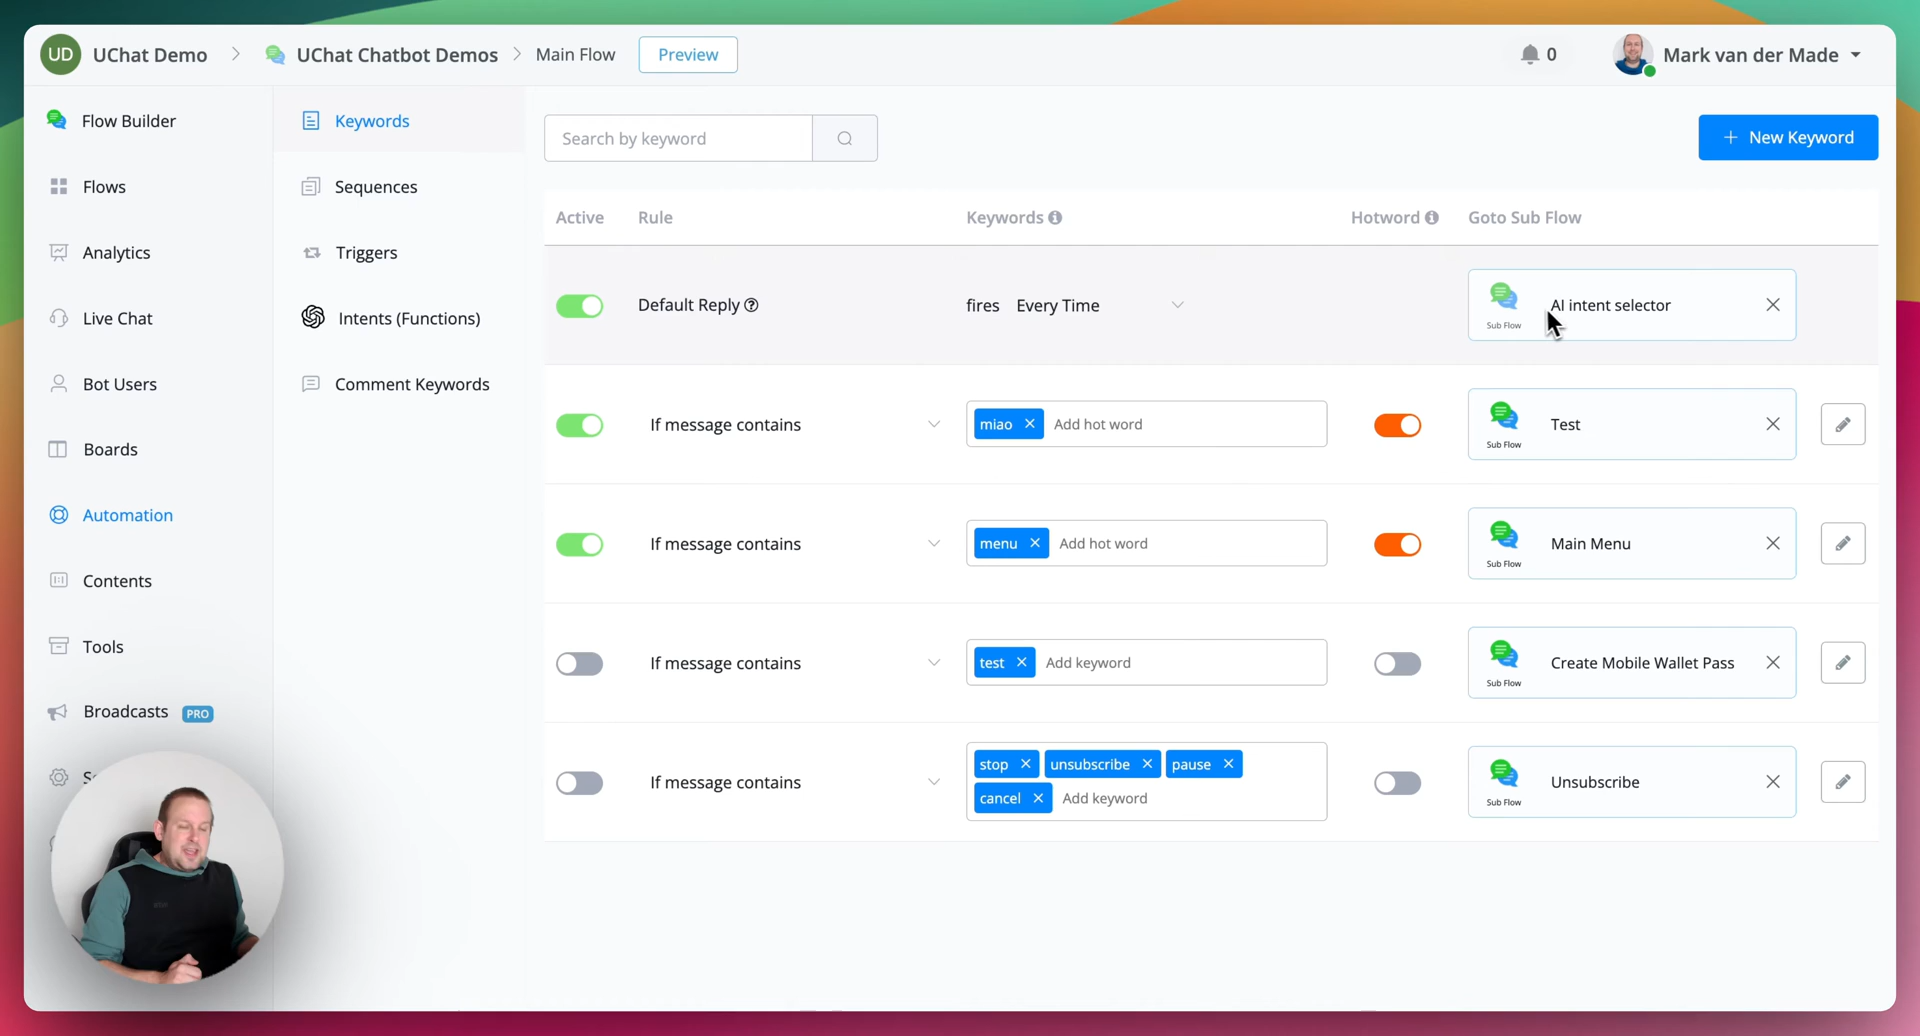 UD UChat Demo > UChat Chatbot Demos > Main Flow Preview
0 Mark van der Made
Flow Builder
Flows
Analytics
Live Chat
Bot Users
Boards
Automation
Contents
Tools
Broadcasts PRO
Keywords
Sequences
Triggers
Intents (Functions)
Comment Keywords
Search by keyword
+ New Keyword
Active Rule Keywords Hotword Goto Sub Flow
Default Reply fires Every Time AI intent selector
Sub Flow
If message contains miao × Add hot word Test
Sub Flow
If message contains menu × Add hot word Main Menu
Sub Flow
If message contains test × Add keyword Create Mobile Wallet Pass
Sub Flow
stop × unsubscribe × pause ×
If message contains Unsubscribe
cancel × Add keyword
Sub Flow